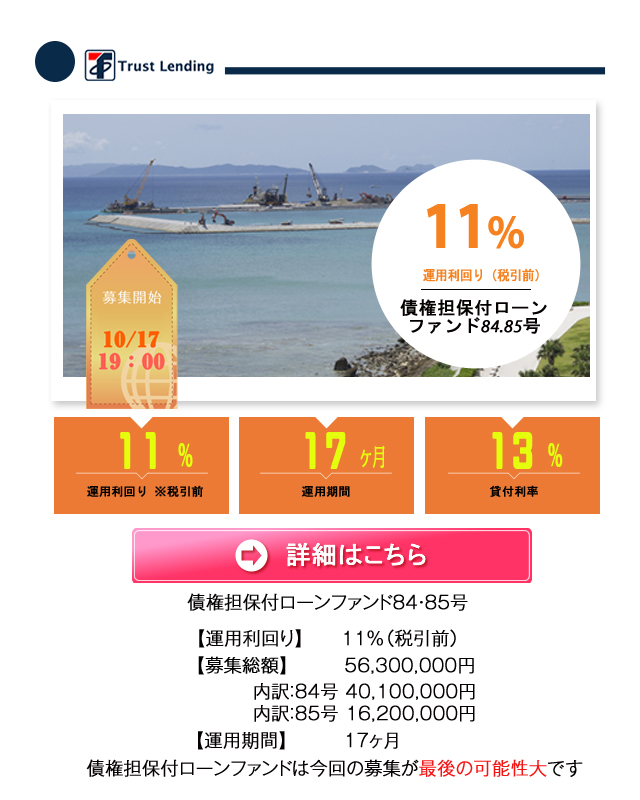 Trust Lending
11%
運用利回り（税引前）
債権担保付ローン
ファンド84.85号
募集開始
10/17
19：00
11 %
運用利回り ※税引前
17 ヶ月
運用期間
13 %
貸付利率
詳細はこちら
債権担保付ローンファンド84・85号
【運用利回り】 11%（税引前）
【募集総額】 56,300,000円
内訳:84号 40,100,000円
内訳:85号 16,200,000円
【運用期間】 17ヶ月
債権担保付ローンファンドは今回の募集が最後の可能性大です